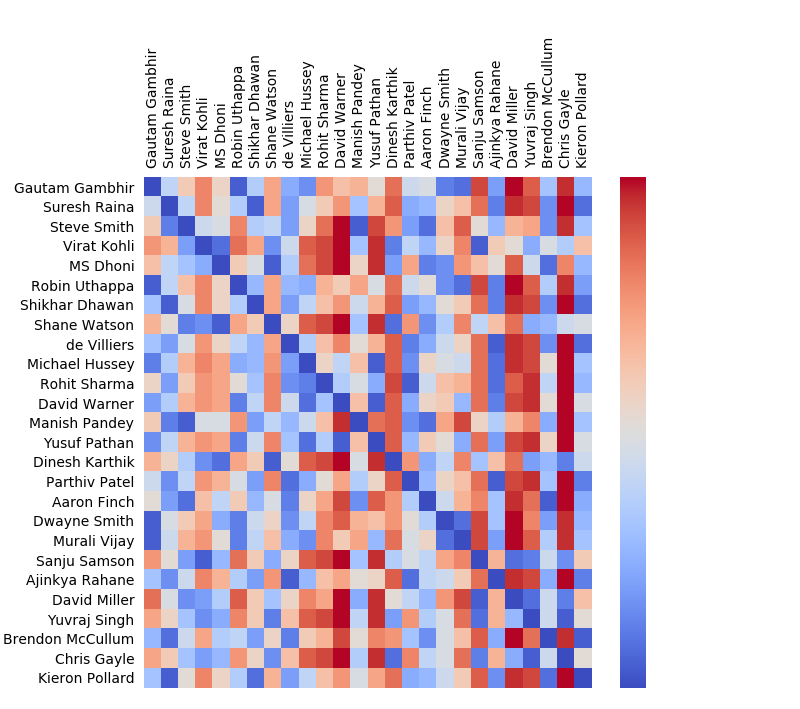 Gautam Gambhir
Suresh Raina
Steve Smith
Virat Kohli
MS Dhoni
Robin Uthappa
Shikhar Dhawan
Shane Watson
de Villiers
Michael Hussey
Rohit Sharma
David Warner
Manish Pandey
Yusuf Pathan
Dinesh Karthik
Parthiv Patel
Aaron Finch
Dwayne Smith
Murali Vijay
Sanju Samson
Ajinkya Rahane
David Miller
Yuvraj Singh
Brendon McCullum
Chris Gayle
Kieron Pollard
Gautam Gambhir
Suresh Raina
Steve Smith
Virat Kohli
MS Dhoni
Robin Uthappa
Shikhar Dhawan
Shane Watson
de Villiers
Michael Hussey
Rohit Sharma
David Warner
Manish Pandey
Yusuf Pathan
Dinesh Karthik
Parthiv Patel
Aaron Finch
Dwayne Smith
Murali Vijay
Sanju Samson
Ajinkya Rahane
David Miller
Yuvraj Singh
Brendon McCullum
Chris Gayle
Kieron Pollard